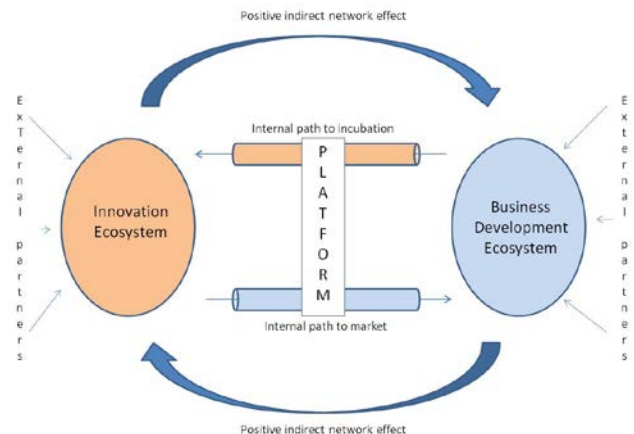 Positive indirect network effect
ExTernal partners
Internal path to incubation
External partners
PLATFORM
Innovation
Ecosystem
Business
Development
Ecosystem
Internal path to market
Positive indirect network effect